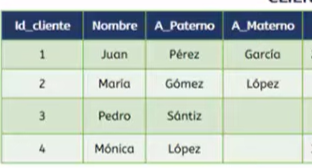 Id_cliente Nombre A_Paterno A_Materno
1 Juan Pérez García
2 María Gómez López
3 Pedro Sántiz
4 Mónica López